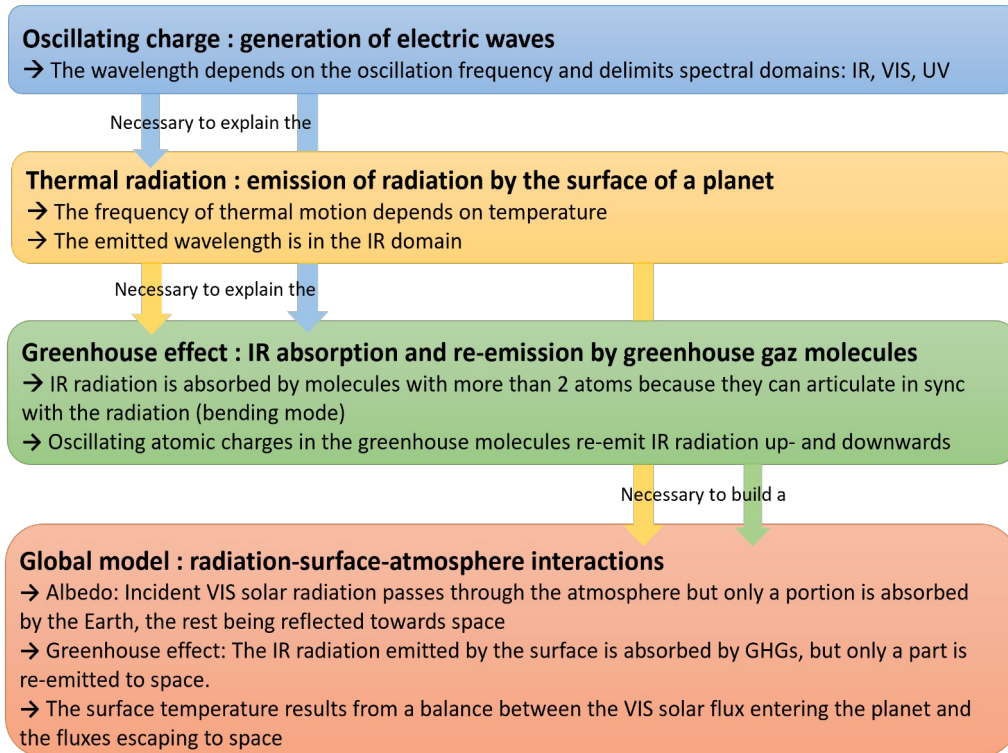 Oscillating charge : generation of electric waves
→ The wavelength depends on the oscillation frequency and delimits spectral domains: IR, VIS, UV
Necessary to explain the
Thermal radiation : emission of radiation by the surface of a planet
→ The frequency of thermal motion depends on temperature
→ The emitted wavelength is in the IR domain
Necessary to explain the
Greenhouse effect : IR absorption and re-emission by greenhouse gaz molecules
→ IR radiation is absorbed by molecules with more than 2 atoms because they can articulate in sync
with the radiation (bending mode)
→ Oscillating atomic charges in the greenhouse molecules re-emit IR radiation up- and downwards
Necessary to build a
Global model : radiation-surface-atmosphere interactions
→ Albedo: Incident VIS solar radiation passes through the atmosphere but only a portion is absorbed
by the Earth, the rest being reflected towards space
→ Greenhouse effect: The IR radiation emitted by the surface is absorbed by GHGs, but only a part is
re-emitted to space.
→ The surface temperature results from a balance between the VIS solar flux entering the planet and
the fluxes escaping to space